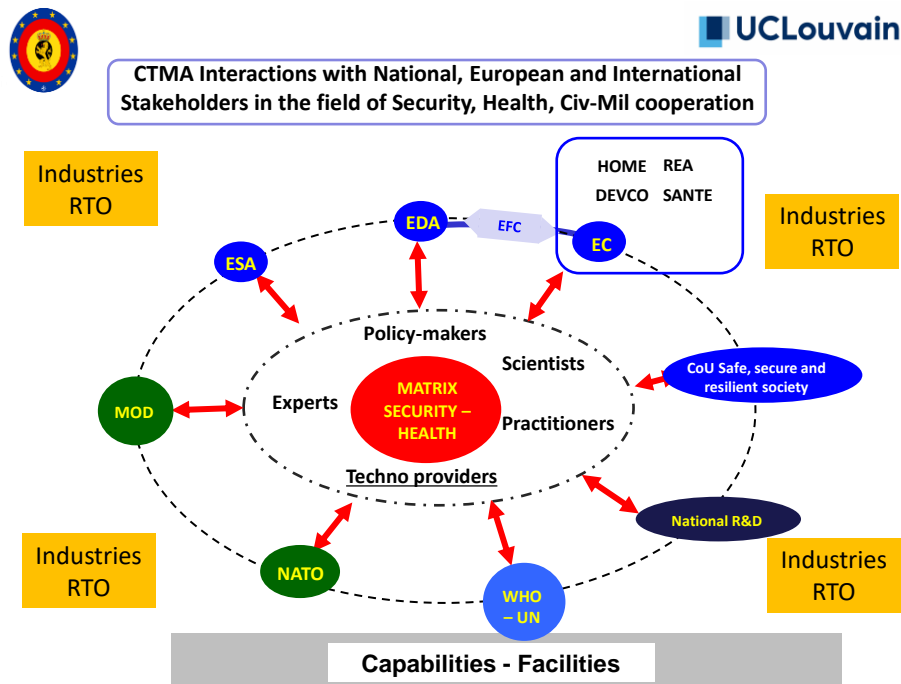 UCLouvain
CTMA Interactions with National, European and International
Stakeholders in the field of Security, Health, Civ-Mil cooperation
Industries
RTO
HOME REA
DEVCO SANTE
Industries
RTO
EDA
EFC
EC
ESA
Policy-makers
Scientists
CoU Safe, secure and
resilient society
MATRIX
SECURITY –
HEALTH
Experts
MOD
Practitioners
Techno providers
National R&D
Industries
RTO
Industries
RTO
NATO
WHO
– UN
Capabilities - Facilities